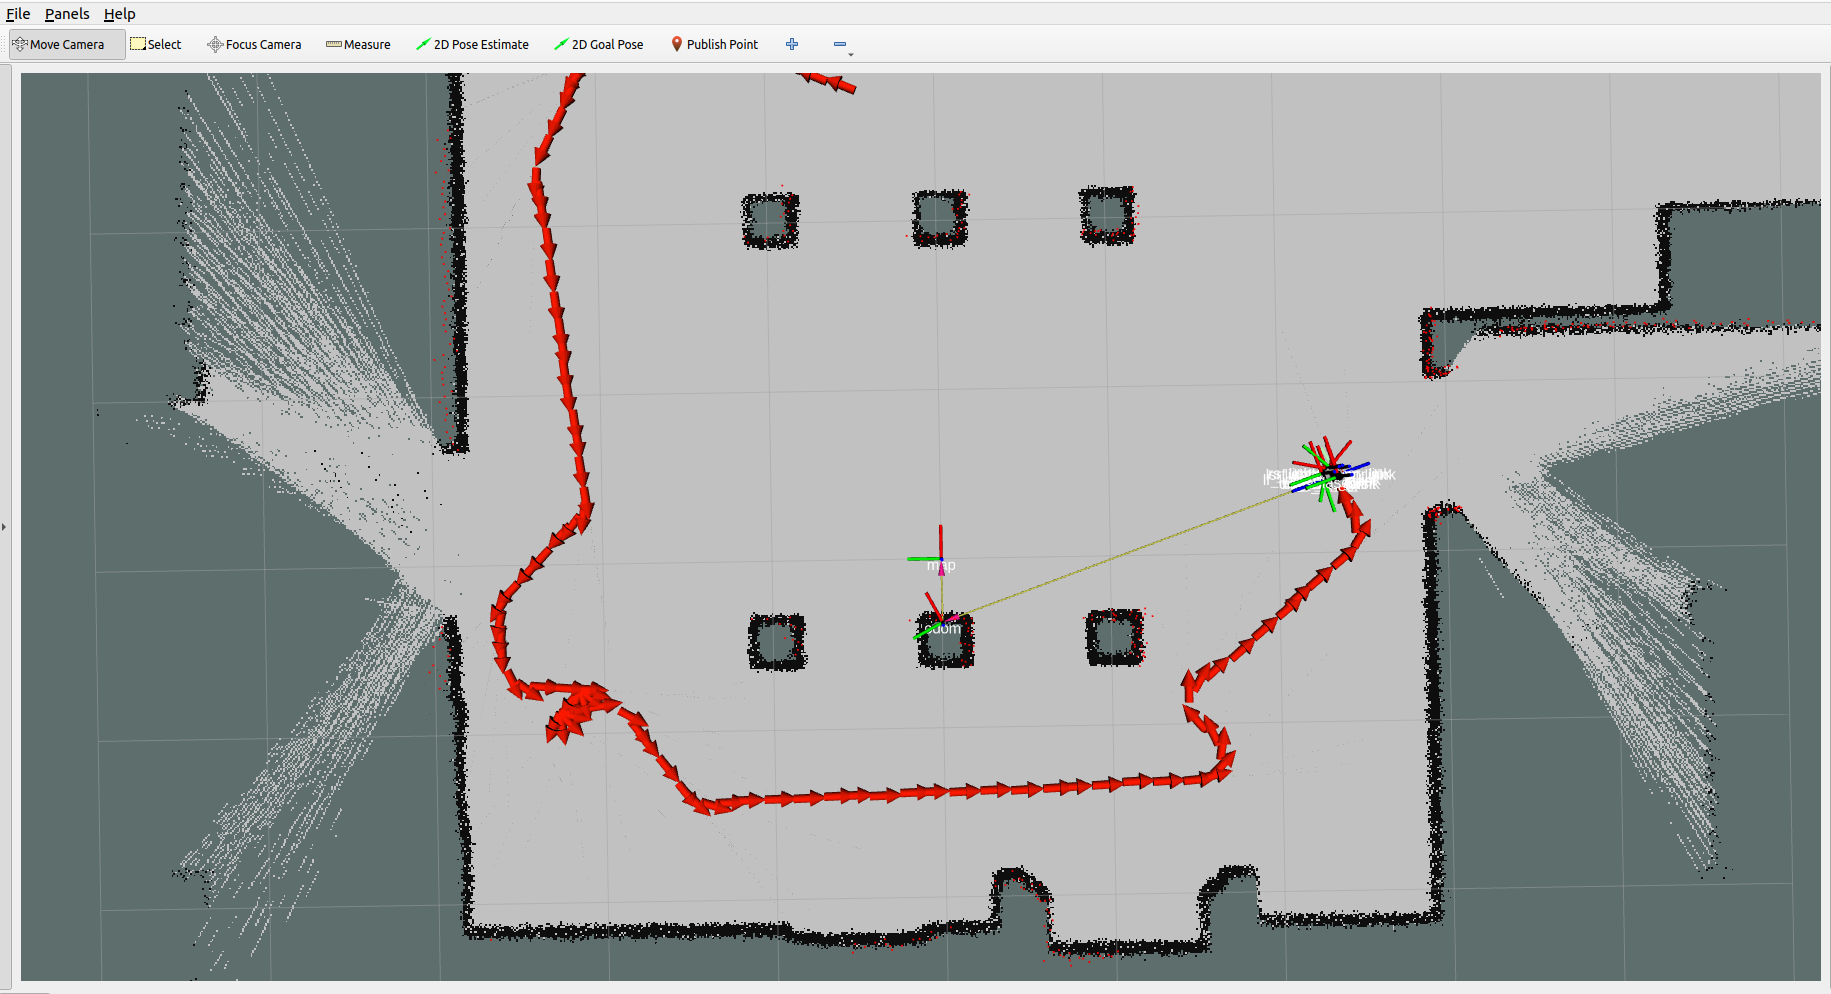 File Panels Help
Move Camera Select Focus Camera Measure 2D Pose Estimate 2D Goal Pose Publish Point
map
odom